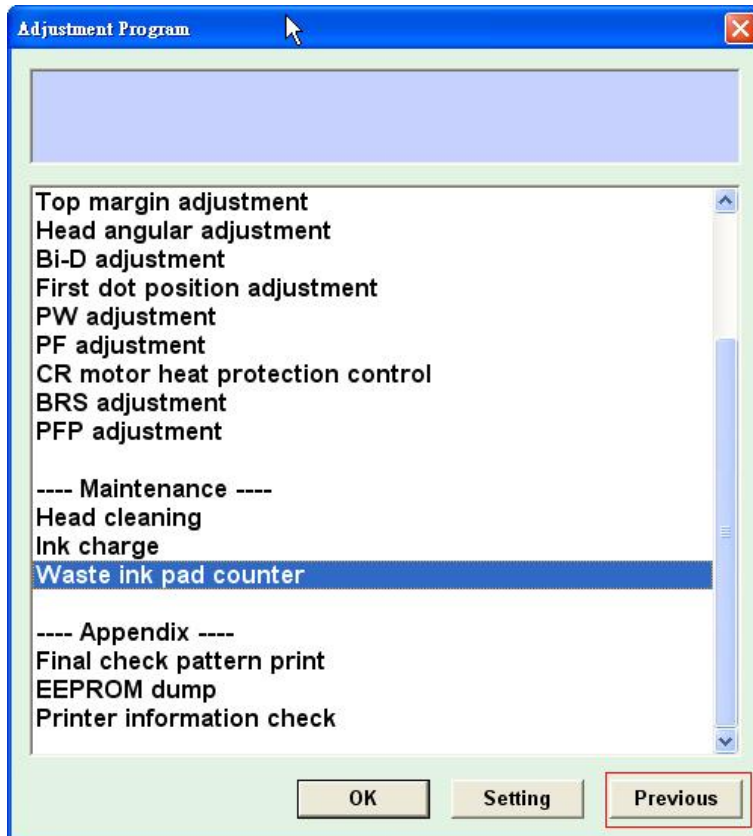 Adjustment Program
Top margin adjustment
Head angular adjustment
Bi-D adjustment
First dot position adjustment
PW adjustment
PF adjustment
CR motor heat protection control
BRS adjustment
PFP adjustment
---- Maintenance ----
Head cleaning
Ink charge
Waste ink pad counter
---- Appendix ----
Final check pattern print
EEPROM dump
Printer information check
OK Setting Previous